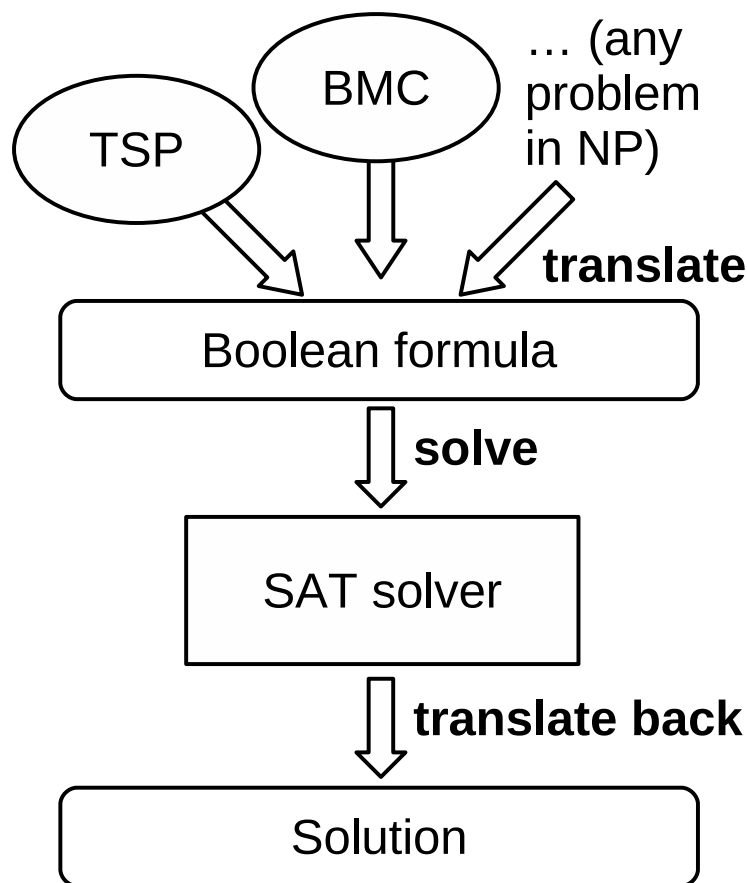 TSP
BMC
… (any
problem
in NP)
translate
Boolean formula
solve
SAT solver
translate back
Solution